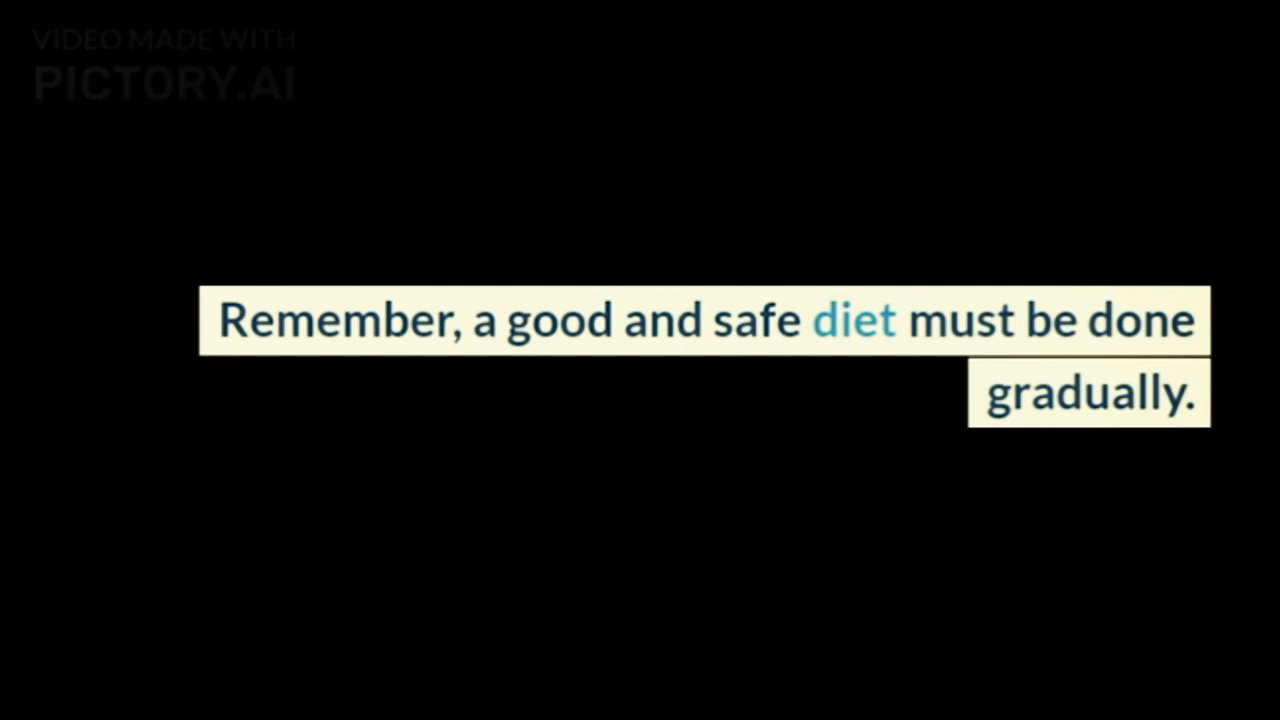 VIDEO MADE WITH
PICTORY.AI
Remember, a good and safe diet must be done
gradually.